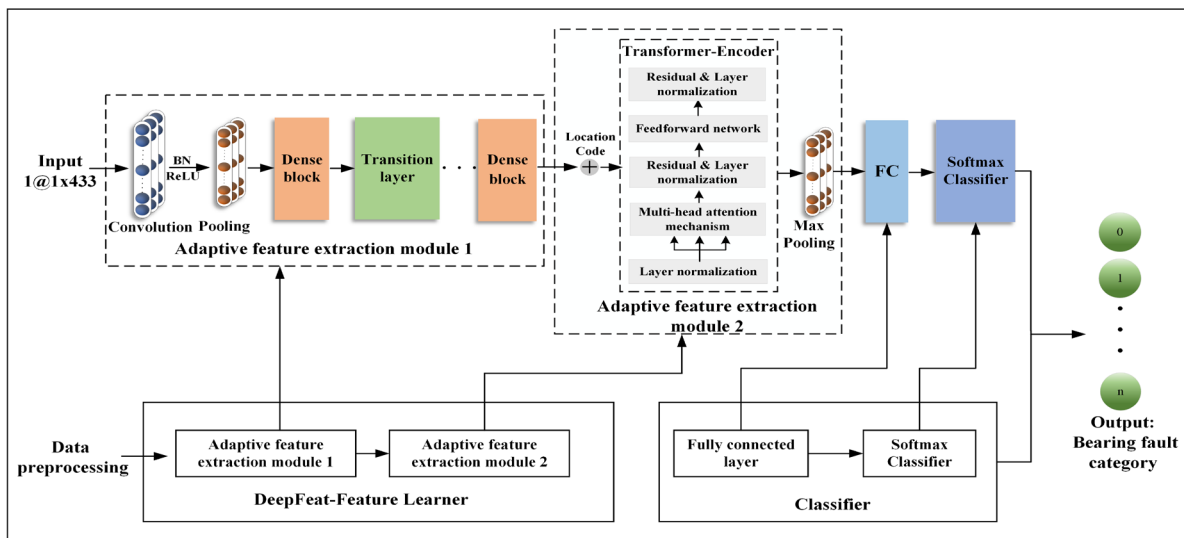 Input
1@1x433
Convolution
BN
ReLU
Pooling
Dense
block
Transition
layer
Dense
block
Adaptive feature extraction module 1
Location
Code
Transformer-Encoder
Residual & Layer
normalization
Feedforward network
Residual & Layer
normalization
Multi-head attention
mechanism
Layer normalization
Max
Pooling
Adaptive feature extraction
module 2
FC
Softmax
Classifier
0
1
n
Output:
Bearing fault
category
Data
preprocessing
Adaptive feature
extraction module 1
Adaptive feature
extraction module 2
DeepFeat-Feature Learner
Fully connected
layer
Softmax
Classifier
Classifier